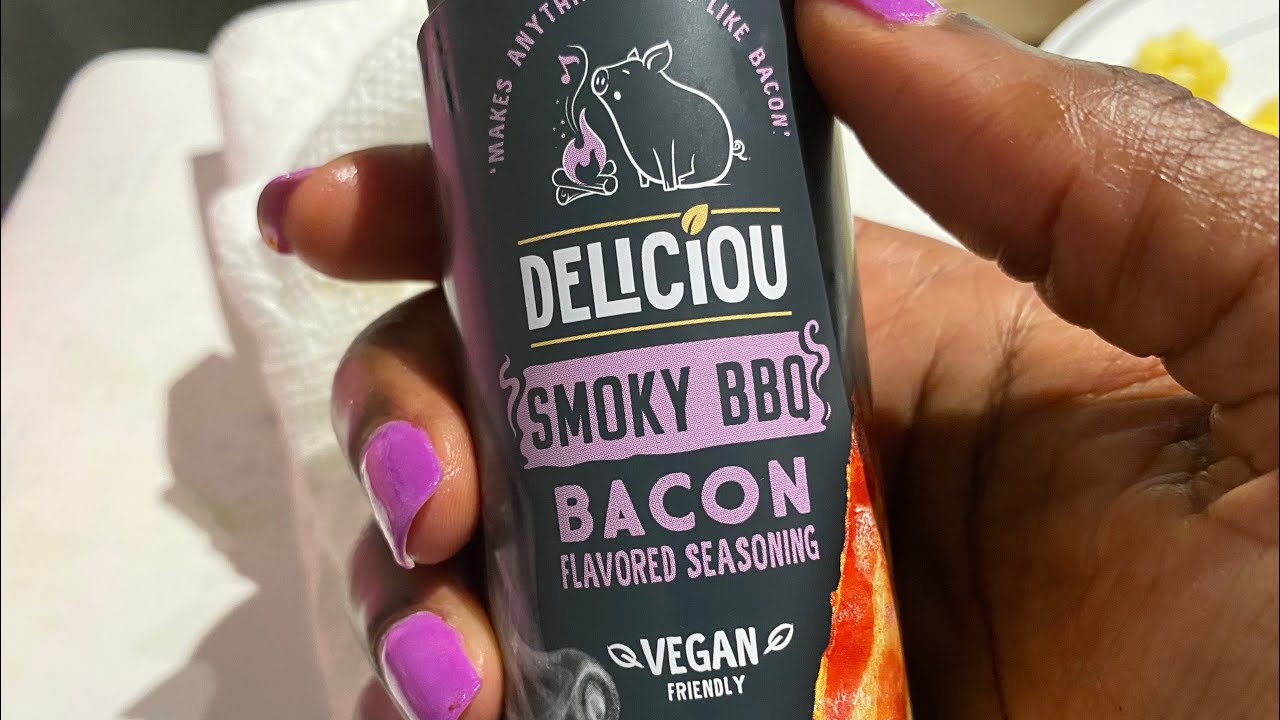 'MAKES ANYTH
LIKE BACON.'
DELICIOU
SMOKY BBQ
BACON
FLAVORED SEASONING
VEGAN
FRIENDLY